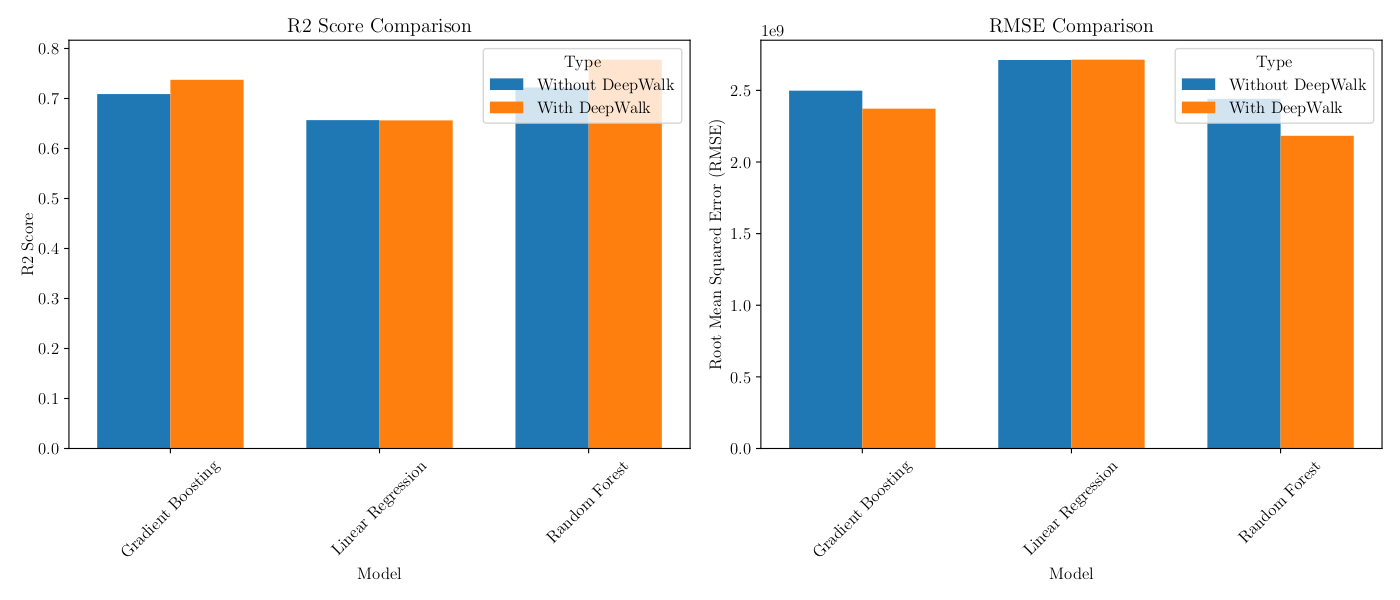 R2 Score Comparison
0.8
0.7
0.6
0.5
0.4
0.3
0.2
0.1
0.0
R2 Score
Type
Without DeepWalk
With DeepWalk
Gradient Boosting
Linear Regression
Random Forest
Model
RMSE Comparison
1e9
2.5
2.0
1.5
1.0
0.5
0.0
Root Mean Squared Error (RMSE)
Type
Without DeepWalk
With DeepWalk
Gradient Boosting
Linear Regression
Random Forest
Model